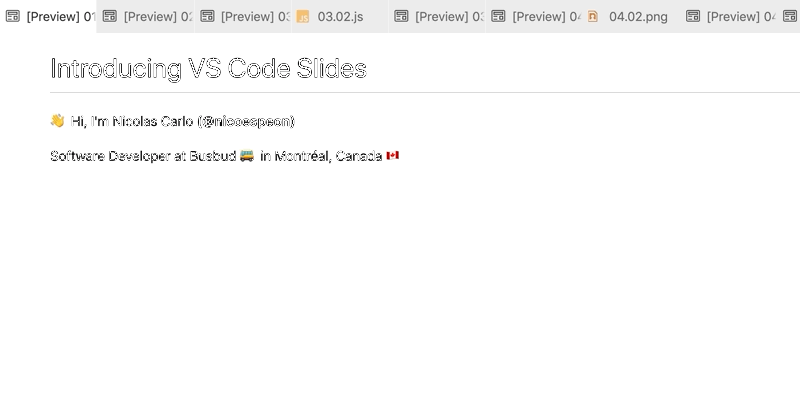 [Preview] 01 [Preview] 02 [Preview] 03 03.02.js [Preview] 03 [Preview] 04 04.02.png [Preview] 04
Introducing VS Code Slides
👋 Hi, I'm Nicolas Carlo (@nicoespeon)
Software Developer at Busbud 🚌 in Montréal, Canada 🇨🇦